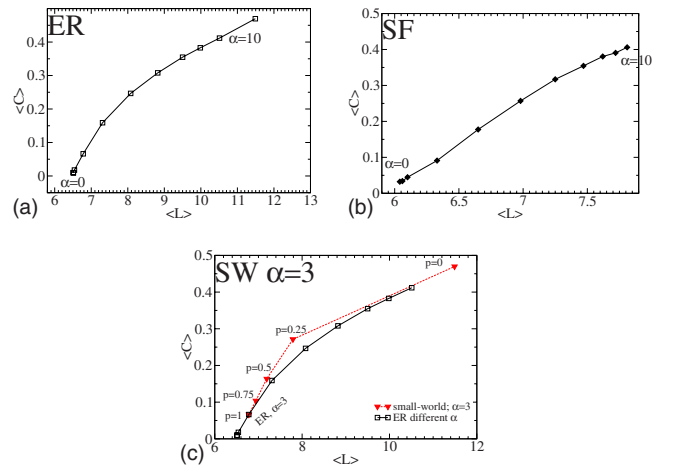 ER
0.4
0.3
0.2
0.1
0
<C>
α=10
α=0
6 7 8 9 10 11 12 13
<L>
(a)
SF
0.5
0.4
0.3
0.2
0.1
0
<C>
α=10
α=0
6 6.5 7 7.5
<L>
(b)
SW α=3
0.5
0.4
0.3
0.2
0.1
0
<C>
p=0
p=0.25
p=0.5
p=0.75
p=1
ER, α=3
small-world; α=3
ER different α
6 8 10 12
<L>
(c)